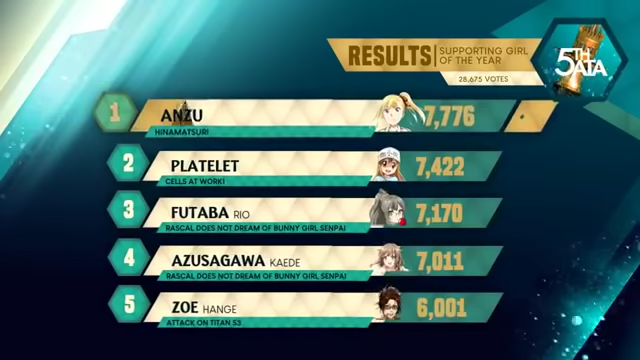 RESULTS
SUPPORTING GIRL
OF THE YEAR
28,675 VOTES
5TH
ATA
1
ANZU
7,776
HINAMATSURI
2
PLATELET
7,422
CELLS AT WORK!
3
FUTABA RIO
7,170
RASCAL DOES NOT DREAM OF BUNNY GIRL SENPAI
4
AZUSAGAWA KAEDE
7,011
RASCAL DOES NOT DREAM OF BUNNY GIRL SENPAI
5
ZOE HANGE
6,001
ATTACK ON TITAN S3